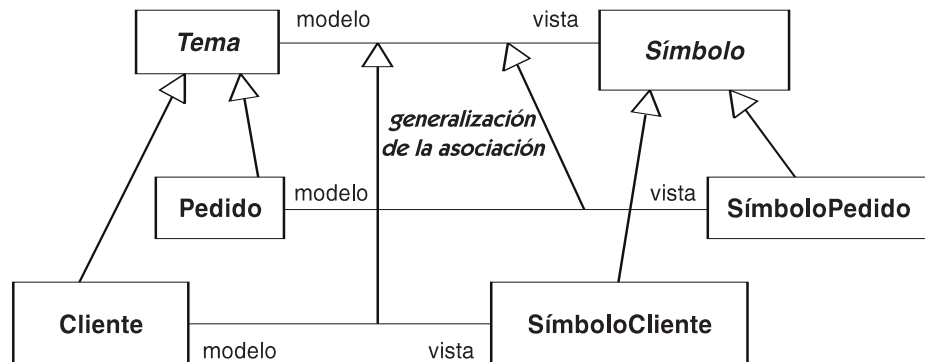 modelo
vista
Tema
Símbolo
generalización
de la asociación
modelo
vista
Pedido
SímboloPedido
Cliente
SímboloCliente
modelo
vista